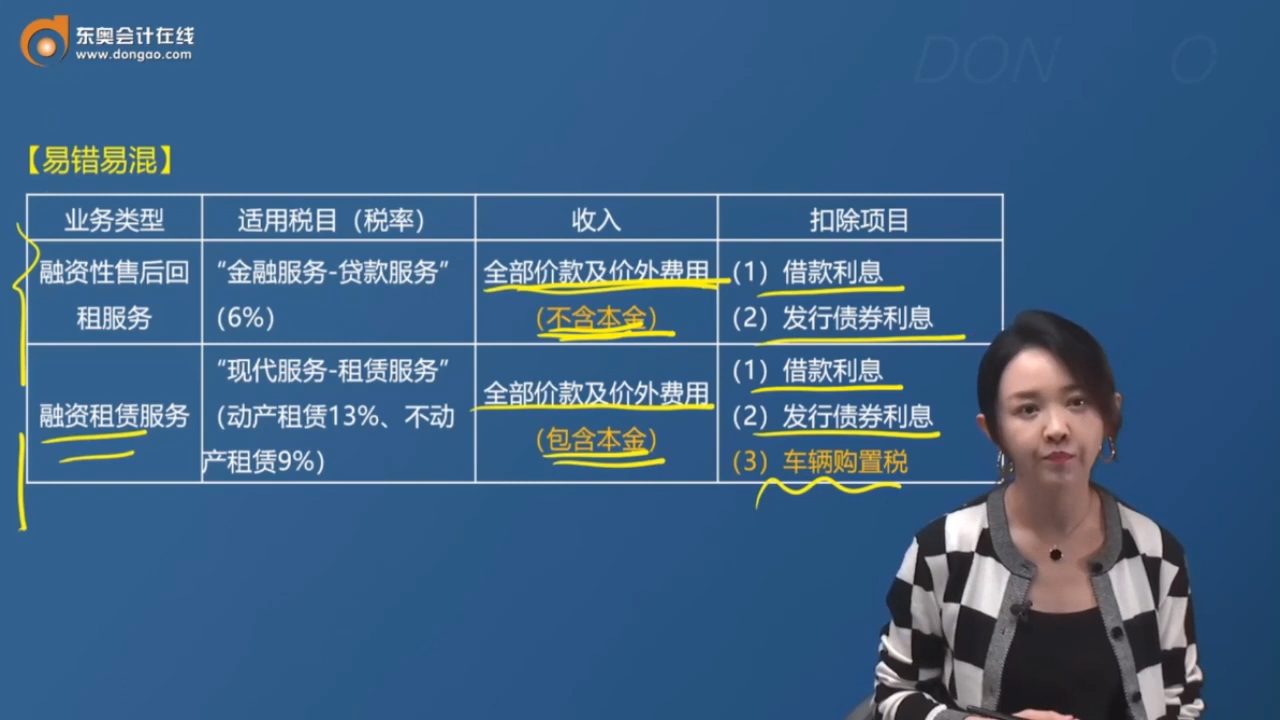 东奥会计在线
www.dongao.com
DON O
【易错易混】
业务类型 适用税目（税率） 收入 扣除项目
融资性售后回
租服务
“金融服务-贷款服务”
（6%）
全部价款及价外费用
（不含本金）
（1）借款利息
（2）发行债券利息
融资租赁服务
“现代服务-租赁服务”
（动产租赁13%、不动
产租赁9%）
全部价款及价外费用
（包含本金）
（1）借款利息
（2）发行债券利息
（3）车辆购置税